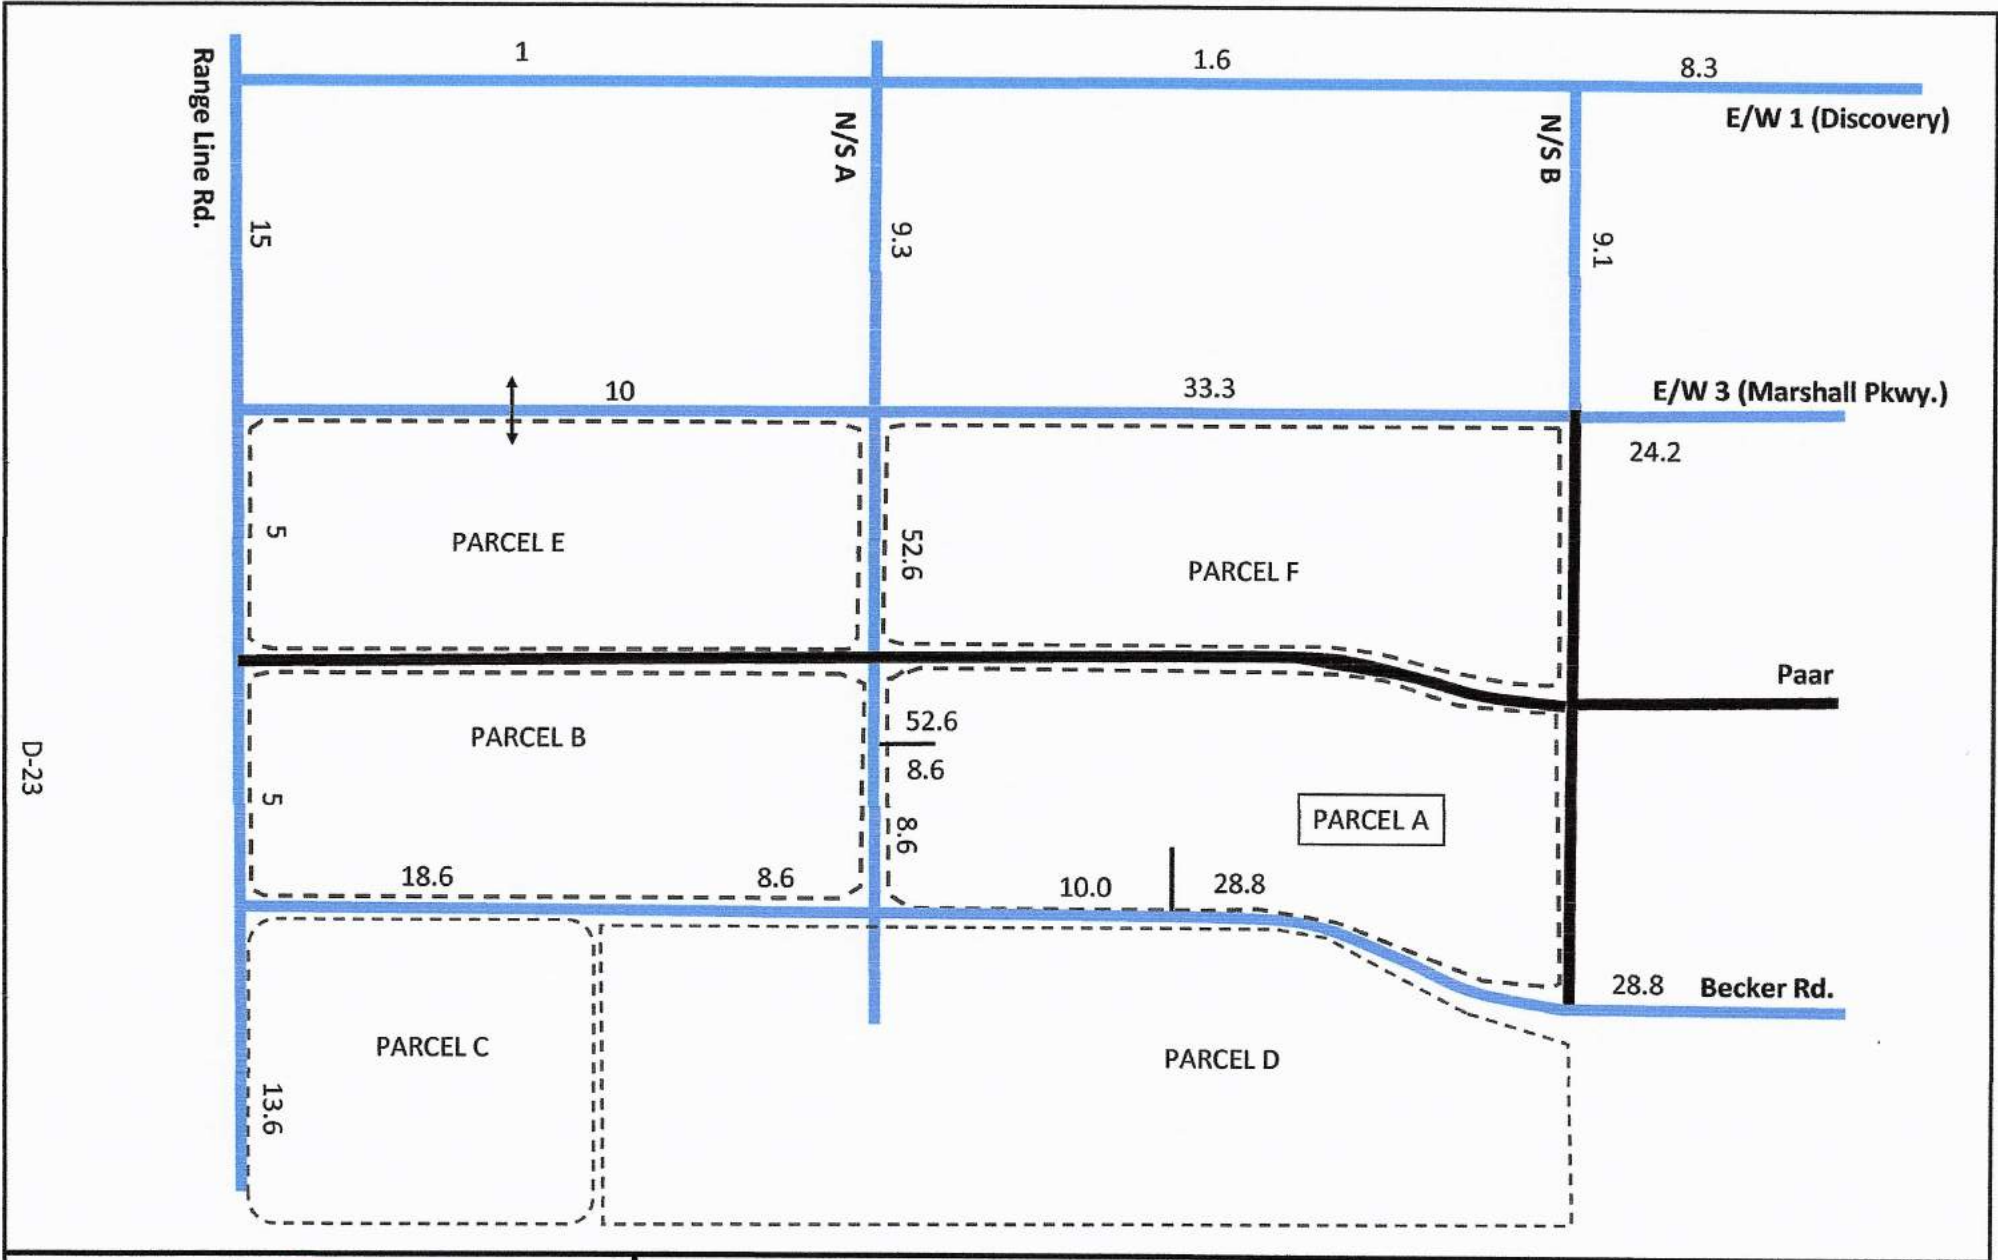 1
1.6
8.3
E/W 1 (Discovery)
Range Line Rd.
N/S A
N/S B
15
9.3
9.1
10
33.3
E/W 3 (Marshall Pkwy.)
24.2
5
PARCEL E
52.6
PARCEL F
Paar
PARCEL B
52.6
8.6
D-23
5
8.6
PARCEL A
18.6
8.6
10.0
28.8
28.8 Becker Rd.
PARCEL C
PARCEL D
13.6